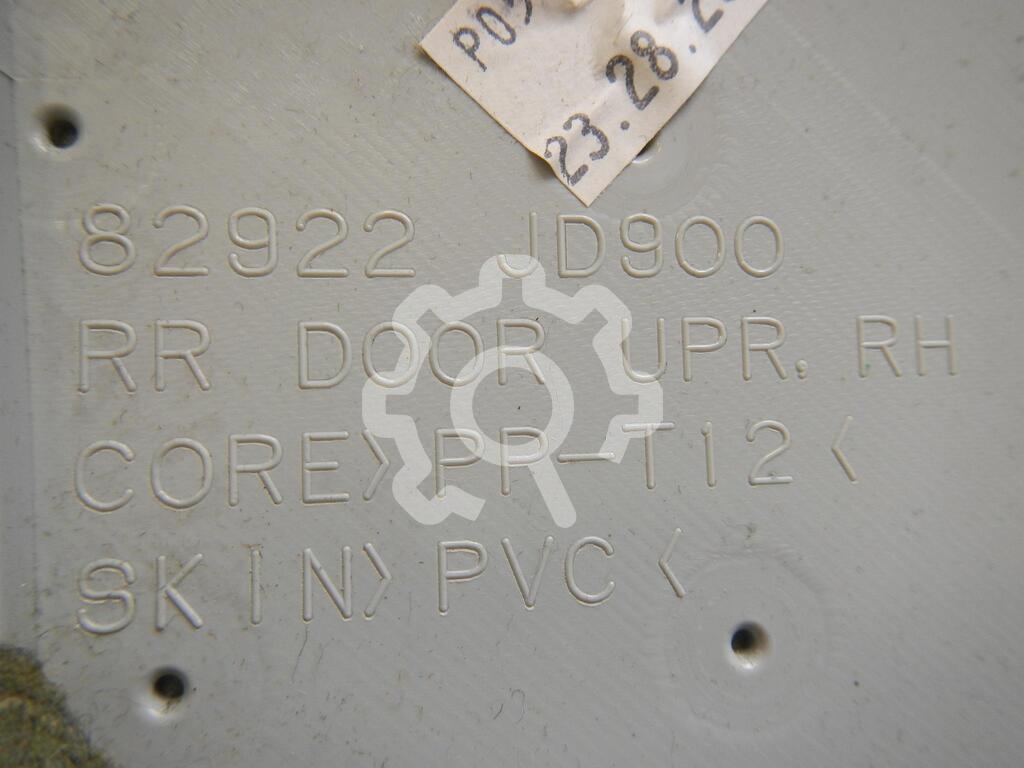 23.28.
82922 JD900
RR DOOR UPR. RH
CORE>PP-T12<
SKIN>PVC<